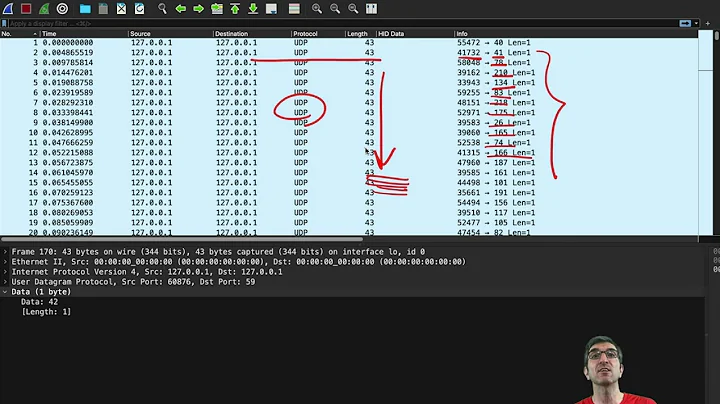 Apply a display filter ... <⌘/>
No. Time Source Destination Protocol Length HID Data Info
1 0.000000000 127.0.0.1 127.0.0.1 UDP 43 55472 → 40 Len=1
2 0.004865519 127.0.0.1 127.0.0.1 UDP 43 41732 → 41 Len=1
3 0.009785814 127.0.0.1 127.0.0.1 UDP 43 58048 → 78 Len=1
4 0.014476201 127.0.0.1 127.0.0.1 UDP 43 39162 → 210 Len=1
5 0.019088758 127.0.0.1 127.0.0.1 UDP 43 33943 → 134 Len=1
6 0.023919589 127.0.0.1 127.0.0.1 UDP 43 59255 → 83 Len=1
7 0.028292310 127.0.0.1 127.0.0.1 UDP 43 48151 → 218 Len=1
8 0.033398441 127.0.0.1 127.0.0.1 UDP 43 52971 → 175 Len=1
9 0.038149900 127.0.0.1 127.0.0.1 UDP 43 39583 → 26 Len=1
10 0.042628995 127.0.0.1 127.0.0.1 UDP 43 39060 → 165 Len=1
11 0.047666259 127.0.0.1 127.0.0.1 UDP 43 52538 → 74 Len=1
12 0.052215088 127.0.0.1 127.0.0.1 UDP 43 41315 → 166 Len=1
13 0.056723875 127.0.0.1 127.0.0.1 UDP 43 47960 → 187 Len=1
14 0.061045970 127.0.0.1 127.0.0.1 UDP 43 39585 → 161 Len=1
15 0.065455055 127.0.0.1 127.0.0.1 UDP 43 44998 → 101 Len=1
16 0.070259123 127.0.0.1 127.0.0.1 UDP 43 35661 → 191 Len=1
17 0.075367600 127.0.0.1 127.0.0.1 UDP 43 54494 → 156 Len=1
18 0.080269053 127.0.0.1 127.0.0.1 UDP 43 39510 → 117 Len=1
19 0.085059909 127.0.0.1 127.0.0.1 UDP 43 52477 → 105 Len=1
20 0.090236149 127.0.0.1 127.0.0.1 UDP 43 47454 → 82 Len=1
Frame 170: 43 bytes on wire (344 bits), 43 bytes captured (344 bits) on interface lo, id 0
Ethernet II, Src: 00:00:00_00:00:00 (00:00:00:00:00:00), Dst: 00:00:00_00:00:00 (00:00:00:00:00:00)
Internet Protocol Version 4, Src: 127.0.0.1, Dst: 127.0.0.1
User Datagram Protocol, Src Port: 60876, Dst Port: 59
Data (1 byte)
Data: 42
[Length: 1]